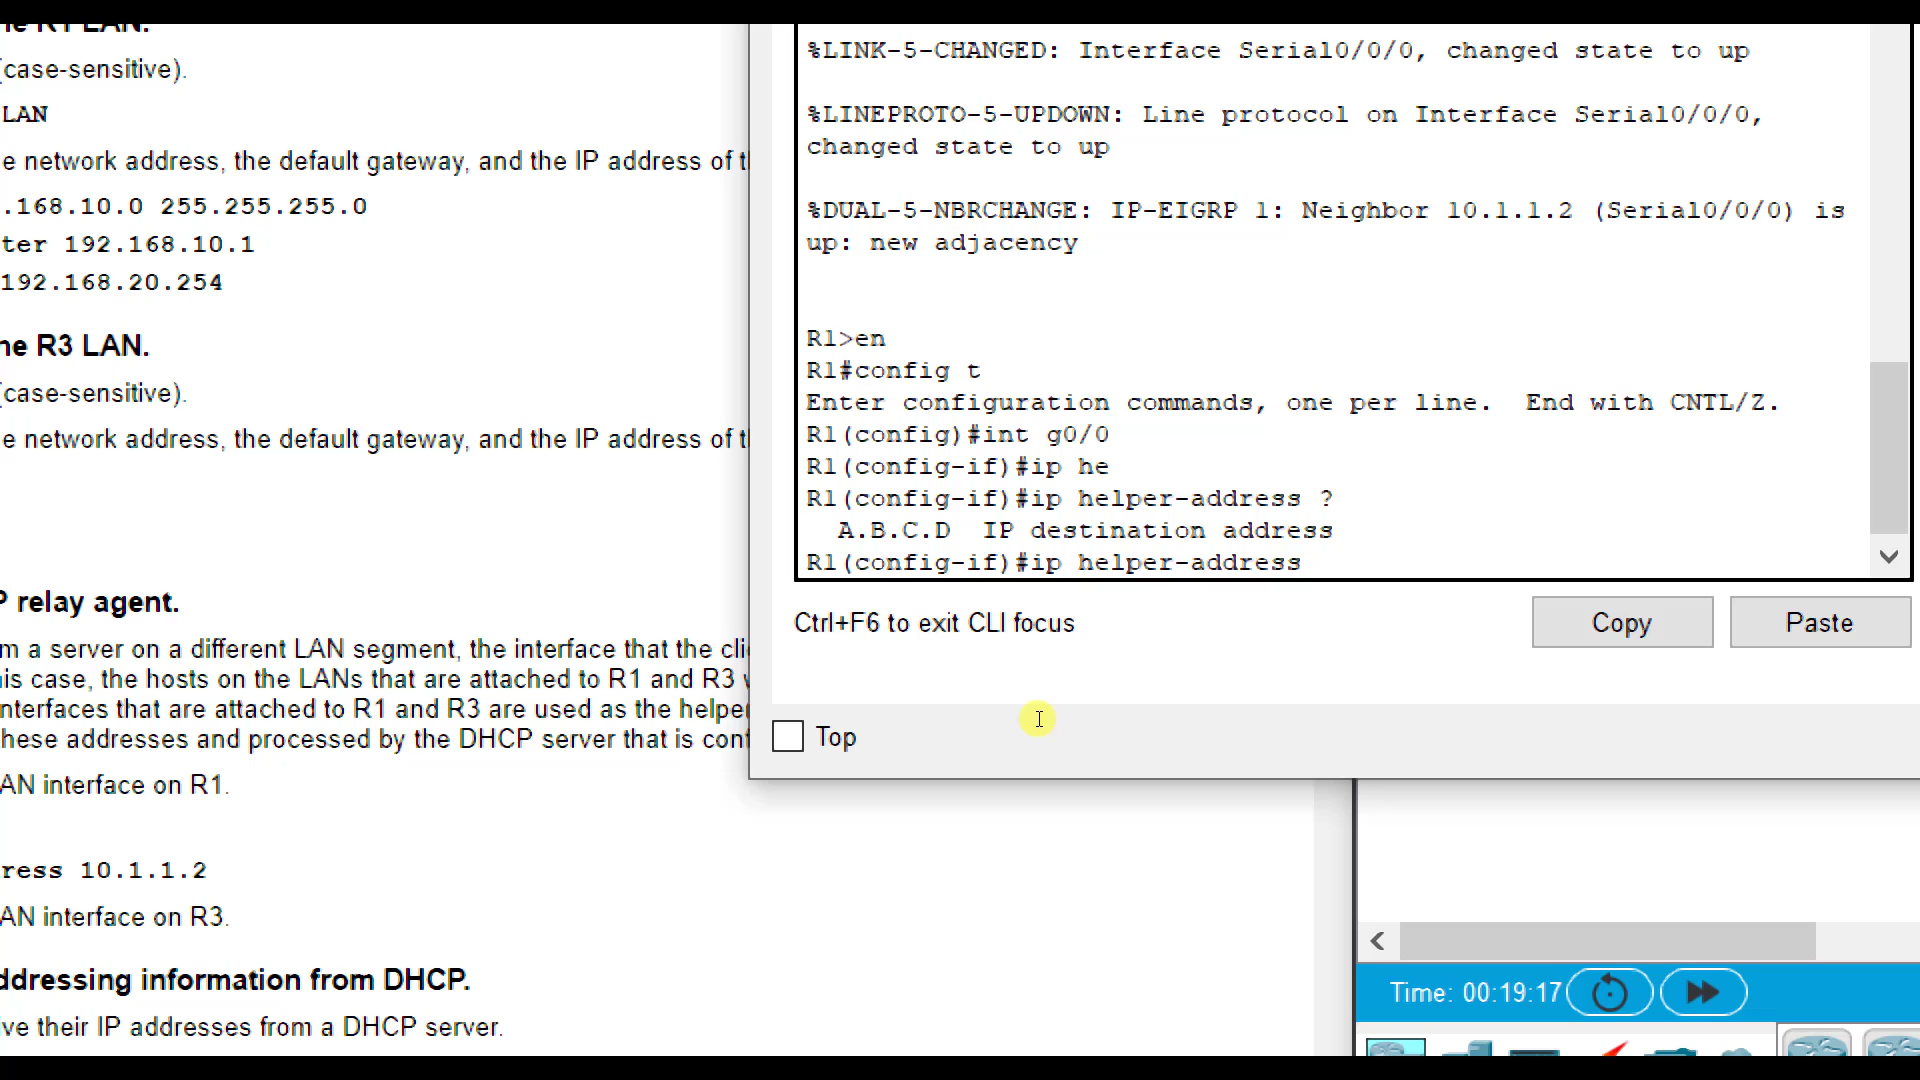 (case-sensitive).
LAN
e network address, the default gateway, and the IP address of t
.168.10.0 255.255.255.0
ter 192.168.10.1
192.168.20.254
ne R3 LAN.
(case-sensitive).
e network address, the default gateway, and the IP address of t
P relay agent.
m a server on a different LAN segment, the interface that the cli
is case, the hosts on the LANs that are attached to R1 and R3
nterfaces that are attached to R1 and R3 are used as the helper
hese addresses and processed by the DHCP server that is conf
AN interface on R1.
ress 10.1.1.2
AN interface on R3.
ddressing information from DHCP.
ve their IP addresses from a DHCP server.
%LINK-5-CHANGED: Interface Serial0/0/0, changed state to up
%LINEPROTO-5-UPDOWN: Line protocol on Interface Serial0/0/0,
changed state to up
%DUAL-5-NBRCHANGE: IP-EIGRP 1: Neighbor 10.1.1.2 (Serial0/0/0) is
up: new adjacency
R1>en
R1#config t
Enter configuration commands, one per line.  End with CNTL/Z.
R1(config)#int g0/0
R1(config-if)#ip he
R1(config-if)#ip helper-address ?
A.B.C.D  IP destination address
R1(config-if)#ip helper-address
Ctrl+F6 to exit CLI focus
Copy
Paste
Top
Time: 00:19:17